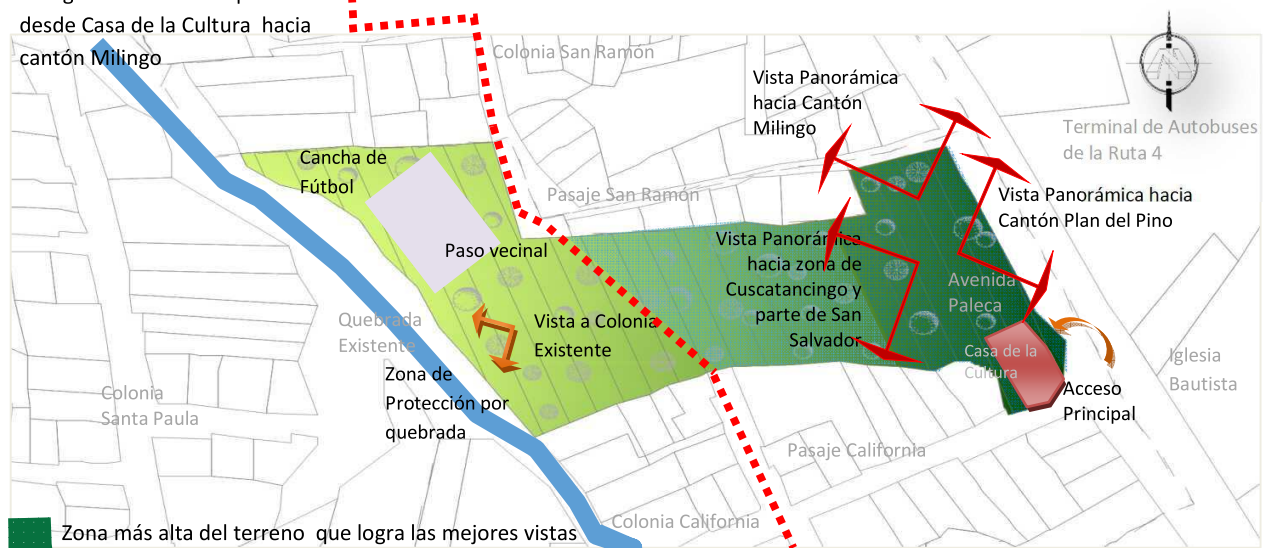 desde Casa de la Cultura hacia
cantón Milingo
Colonia San Ramón
Vista Panorámica
hacia Cantón
Milingo
Terminal de Autobuses
de la Ruta 4
Cancha de
Fútbol
Pasaje San Ramón
Vista Panorámica hacia
Cantón Plan del Pino
Paso vecinal
Vista Panorámica
hacia zona de
Cuscatancingo y
parte de San
Salvador
Avenida
Paleca
Quebrada
Existente
Vista a Colonia
Existente
Casa de la
Cultura
Iglesia
Bautista
Zona de
Protección por
quebrada
Acceso
Principal
Colonia
Santa Paula
Pasaje California
Colonia California
Zona más alta del terreno que logra las mejores vistas